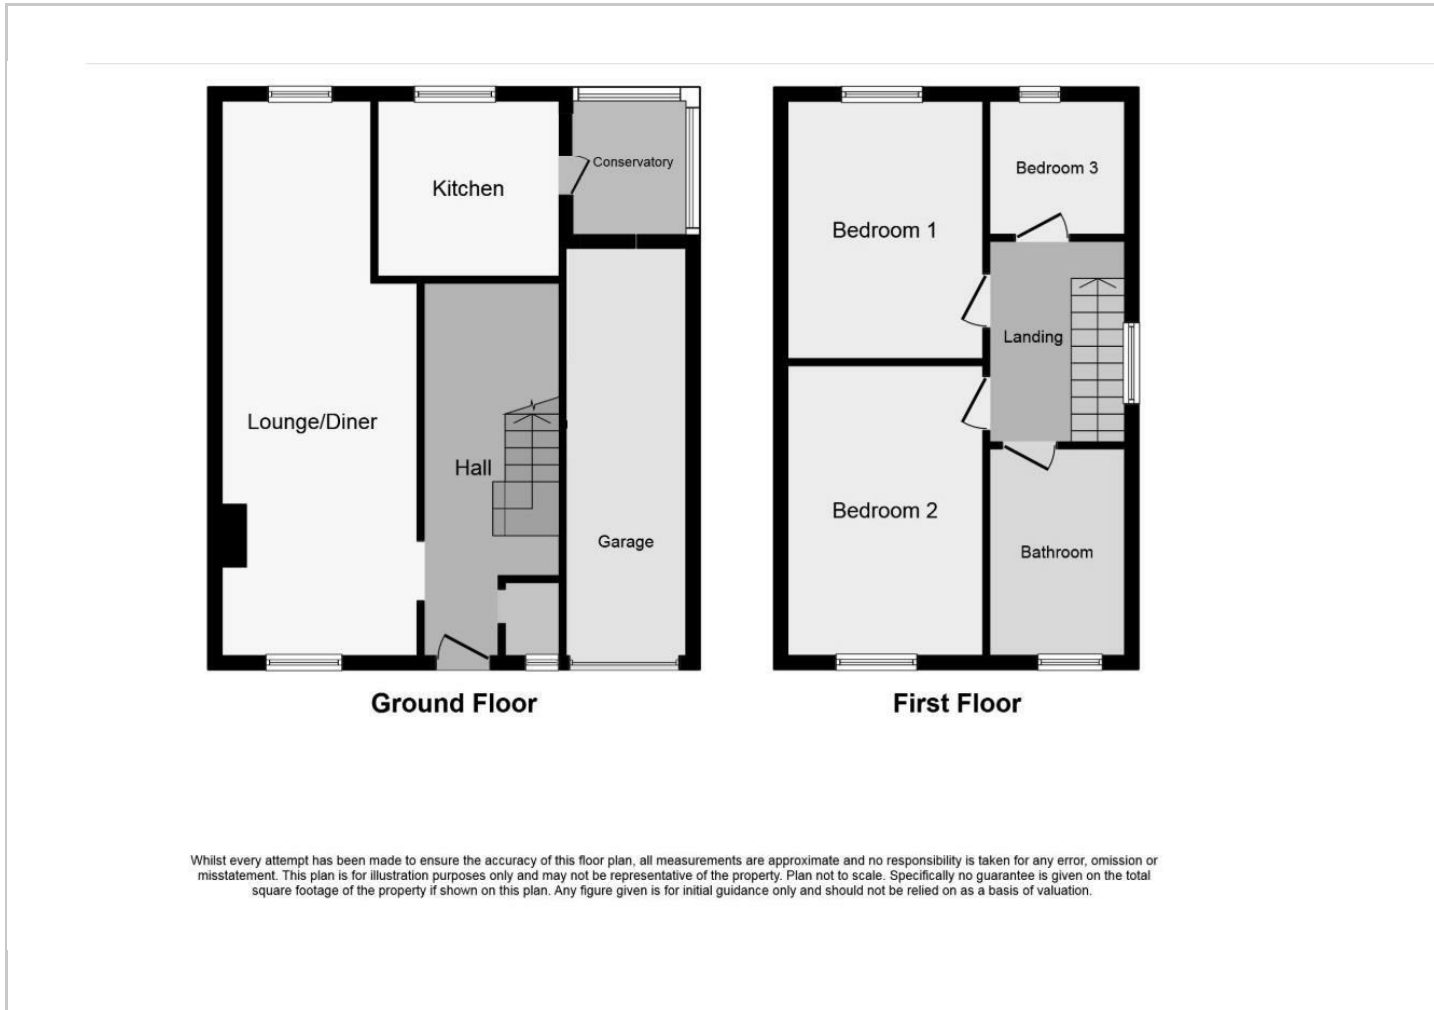 Kitchen
Conservatory
Lounge/Diner
Hall
Garage
Ground Floor
Bedroom 1
Bedroom 3
Landing
Bedroom 2
Bathroom
First Floor
Whilst every attempt has been made to ensure the accuracy of this floor plan, all measurements are approximate and no responsibility is taken for any error, omission or
misstatement. This plan is for illustration purposes only and may not be representative of the property. Plan not to scale. Specifically no guarantee is given on the total
square footage of the property if shown on this plan. Any figure given is for initial guidance only and should not be relied on as a basis of valuation.